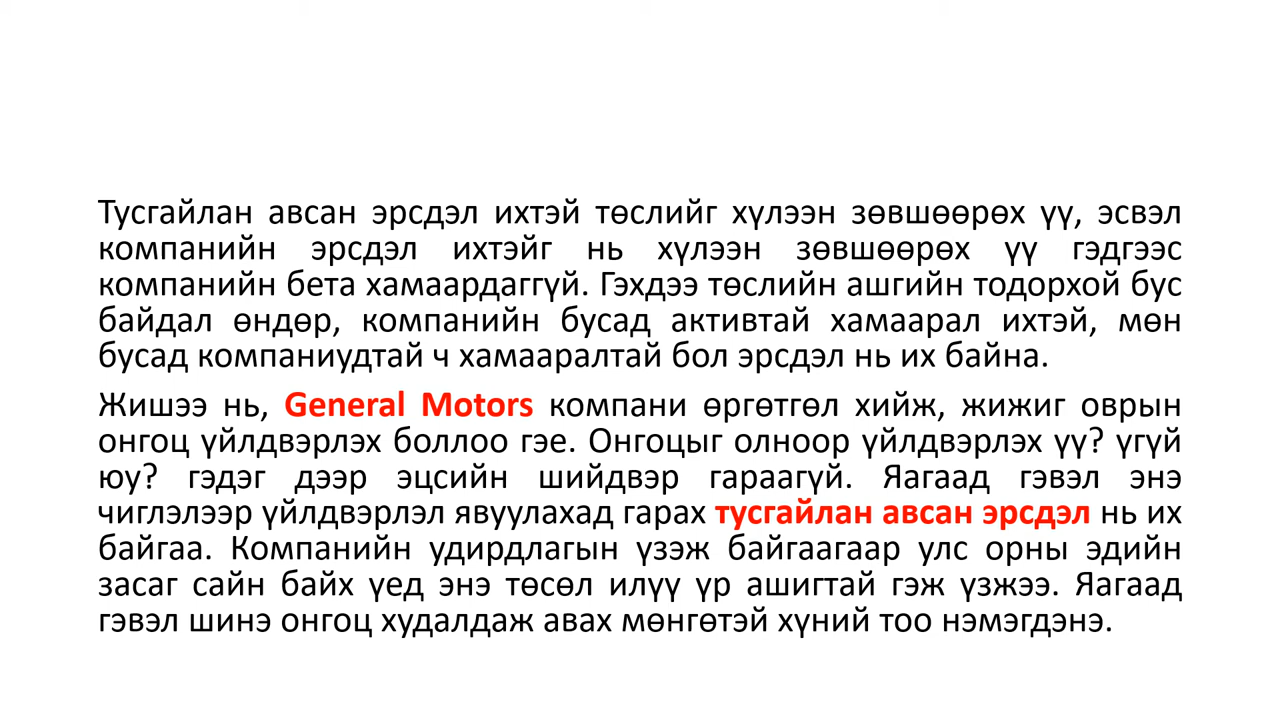 Тусгайлан авсан эрсдэл ихтэй төслийг хүлээн зөвшөөрөх үү, эсвэл
компанийн эрсдэл ихтэйг нь хүлээн зөвшөөрөх үү гэдгээс
компанийн бета хамаардаггүй. Гэхдээ төслийн ашгийн тодорхой бус
байдал өндөр, компанийн бусад активтай хамаарал ихтэй, мөн
бусад компаниудтай ч хамааралтай бол эрсдэл нь их байна.
Жишээ нь, General Motors компани өргөтгөл хийж, жижиг оврын
онгоц үйлдвэрлэх боллоо гэе. Онгоцыг олноор үйлдвэрлэх үү? үгүй
юу? гэдэг дээр эцсийн шийдвэр гараагүй. Яагаад гэвэл энэ
чиглэлээр үйлдвэрлэл явуулахад гарах тусгайлан авсан эрсдэл нь их
байгаа. Компанийн удирдлагын үзэж байгаагаар улс орны эдийн
засаг сайн байх үед энэ төсөл илүү үр ашигтай гэж үзжээ. Яагаад
гэвэл шинэ онгоц худалдаж авах мөнгөтэй хүний тоо нэмэгдэнэ.